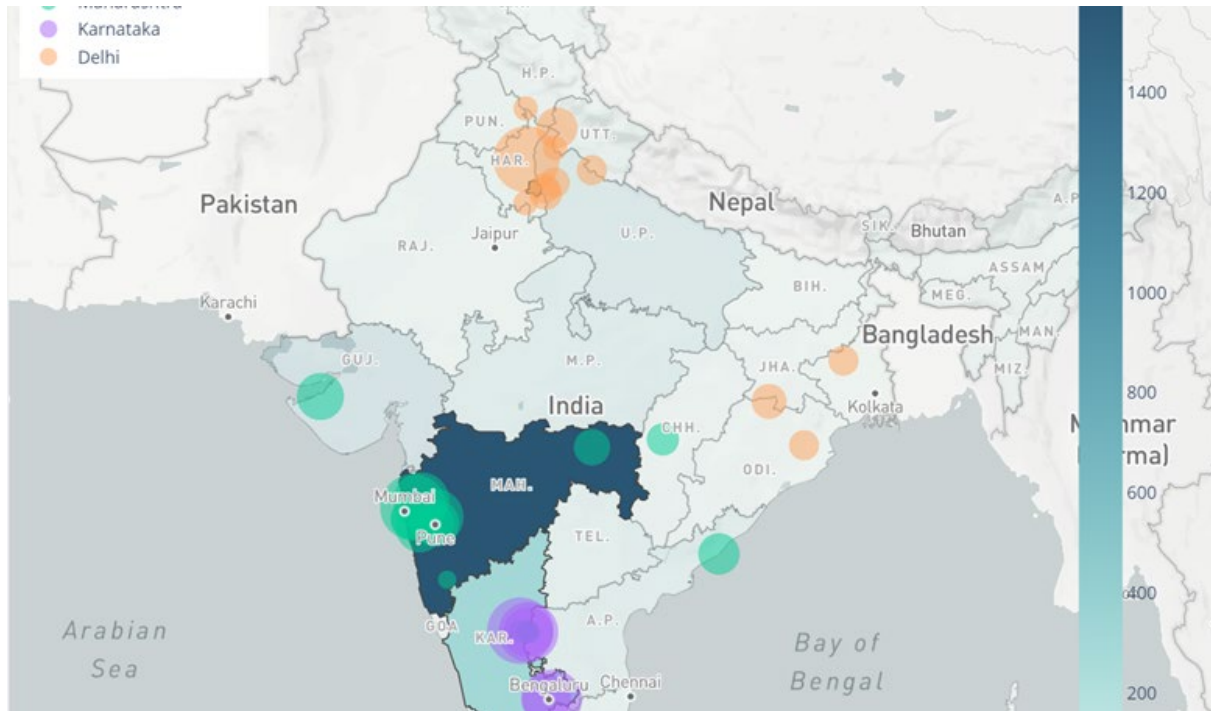 Maharashtra
Karnataka
Delhi
H.P.
PUN.
UTT.
HAR.
Pakistan
Nepal
A.P.
SIK.
Bhutan
RAJ.
Jaipur
U.P.
ASSAM
Karachi
BIH.
MEG.
Bangladesh
MAN.
GUJ.
M.P.
JHA.
MIZ.
India
Kolkata
CHH.
ODI.
MAH.
Mumbai
Pune
TEL.
GOA
KAR.
A.P.
Arabian
Sea
Bay of
Bengal
Bengaluru
Chennai
1400
1200
1000
800
600
400
200